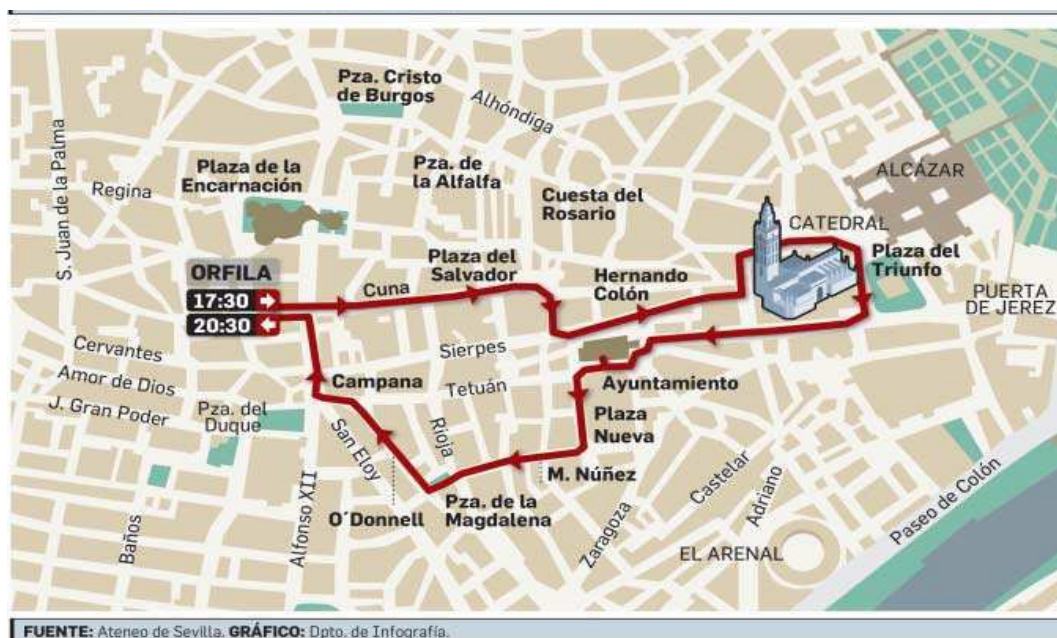 Pza. Cristo
de Burgos
Alhóndiga
S. Juan de la Palma
Regina
Plaza de la
Encarnación
Pza. de
la Alfalfa
Cuesta del
Rosario
ALCÁZAR
CATEDRAL
Plaza del
Triunfo
PUERTA
DE JEREZ
ORFILA
17:30
20:30
Cuna
Plaza del
Salvador
Hernando
Colón
Cervantes
Amor de Dios
J. Gran Poder
Pza. del
Duque
Campana
Sierpes
Tetuán
Ayuntamiento
Plaza
Nueva
San Eloy
Rioja
M. Núñez
O´Donnell
Pza. de la
Magdalena
Baños
Alfonso XII
Zaragoza
Castelar
Adriano
EL ARENAL
Paseo de Colón
FUENTE: Ateneo de Sevilla. GRÁFICO: Dpto. de Infografía.